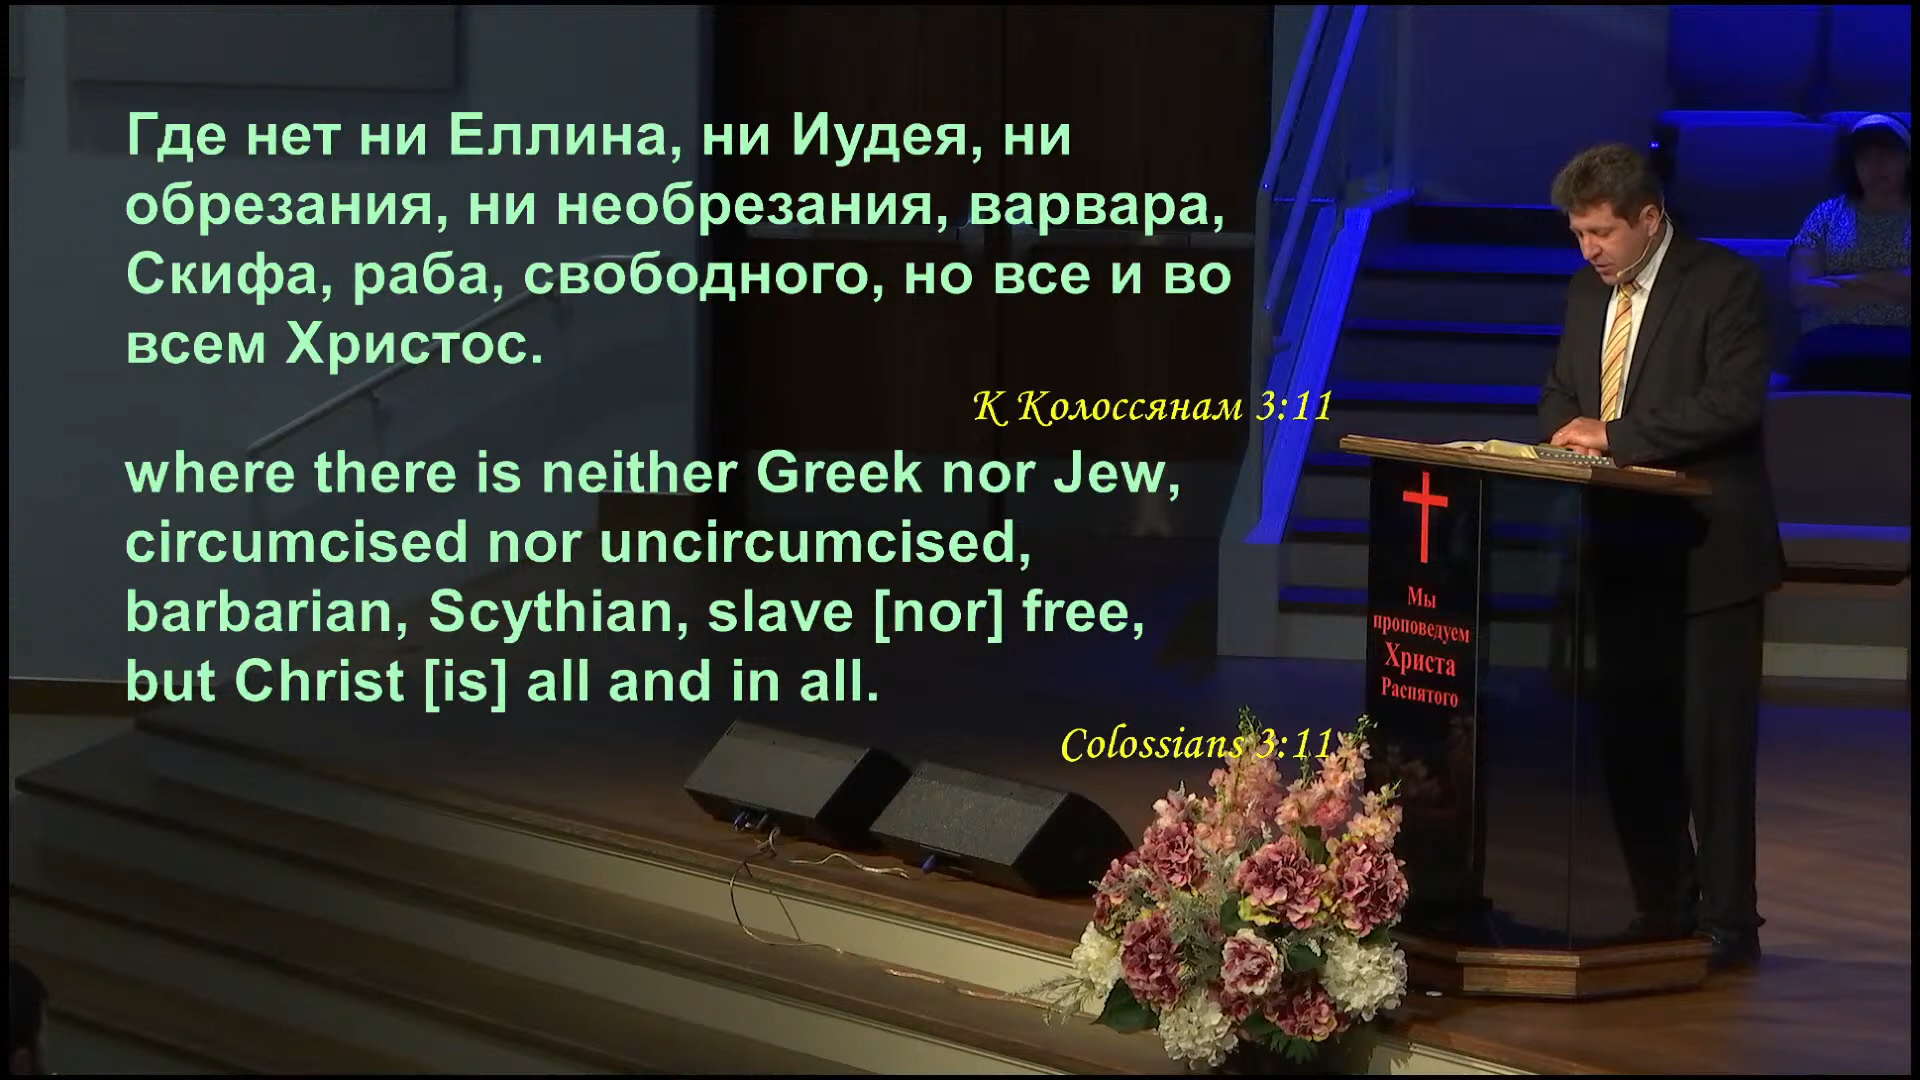 Где нет ни Еллина, ни Иудея, ни
обрезания, ни необрезания, варвара,
Скифа, раба, свободного, но все и во
всем Христос.
К Колоссянам 3:11
where there is neither Greek nor Jew,
circumcised nor uncircumcised,
barbarian, Scythian, slave [nor] free,
but Christ [is] all and in all.
Colossians 3:11
Мы
проповедуем
Христа
Распятого